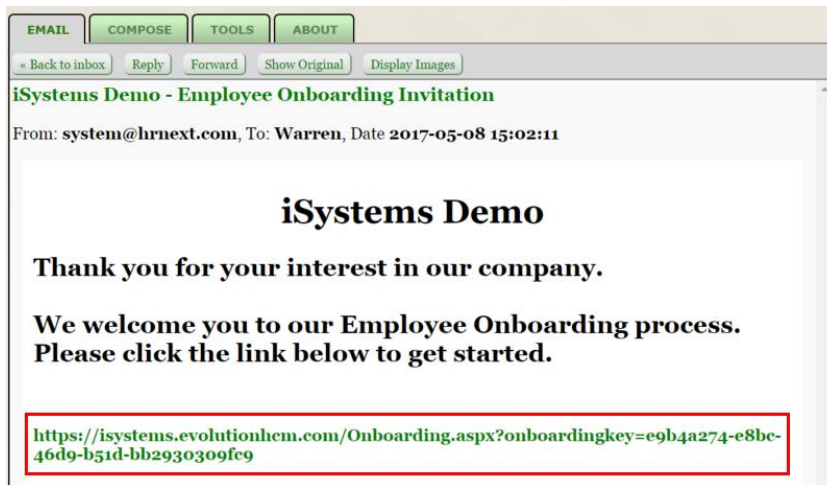 EMAIL COMPOSE TOOLS ABOUT
« Back to inbox Reply Forward Show Original Display Images
iSystems Demo - Employee Onboarding Invitation
From: system@hrnext.com, To: Warren, Date 2017-05-08 15:02:11
iSystems Demo
Thank you for your interest in our company.
We welcome you to our Employee Onboarding process.
Please click the link below to get started.
https://isystems.evolutionhcm.com/Onboarding.aspx?onboardingkey=e9b4a274-e8bc-
46d9-b51d-bb2930309fc9